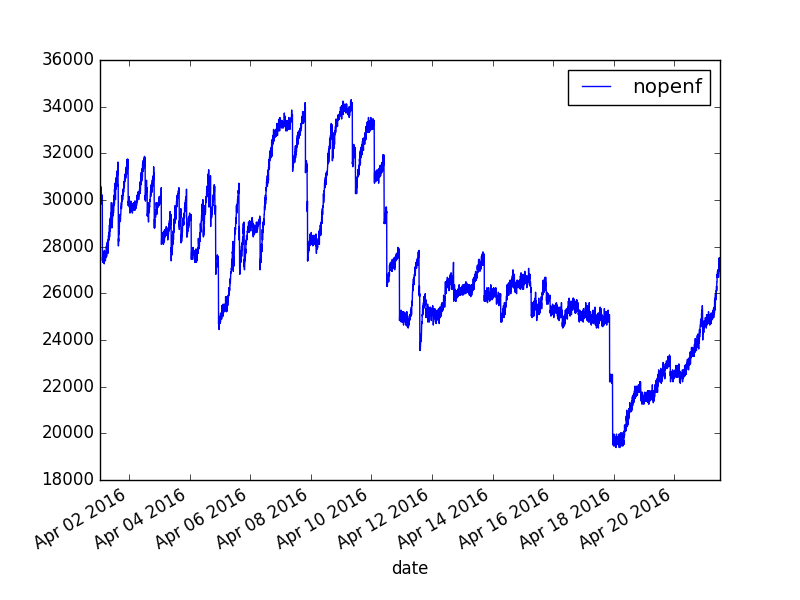 36000
34000
32000
30000
28000
26000
24000
22000
20000
18000
nopenf
Apr 02 2016
Apr 04 2016
Apr 06 2016
Apr 08 2016
Apr 10 2016
Apr 12 2016
Apr 14 2016
Apr 16 2016
Apr 18 2016
Apr 20 2016
date